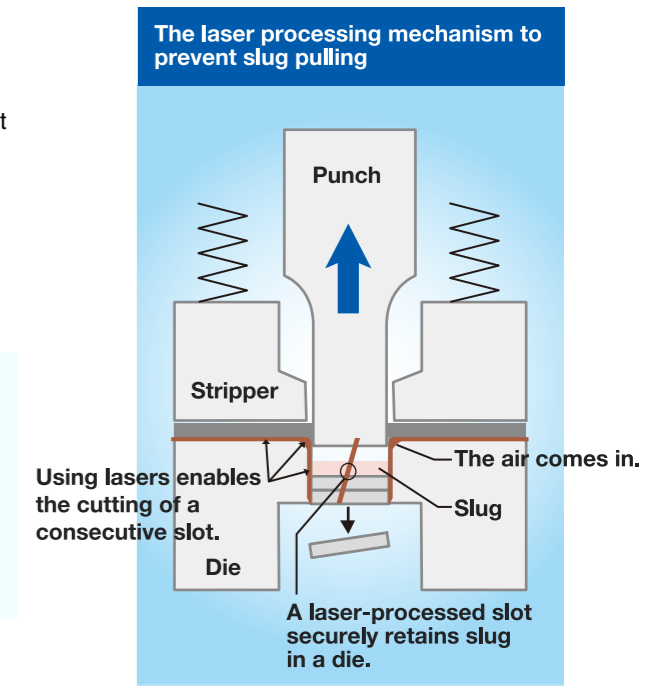 The laser processing mechanism to
prevent slug pulling
t
Punch
Stripper
The air comes in.
Using lasers enables
the cutting of a
consecutive slot.
Slug
Die
A laser-processed slot
securely retains slug
in a die.